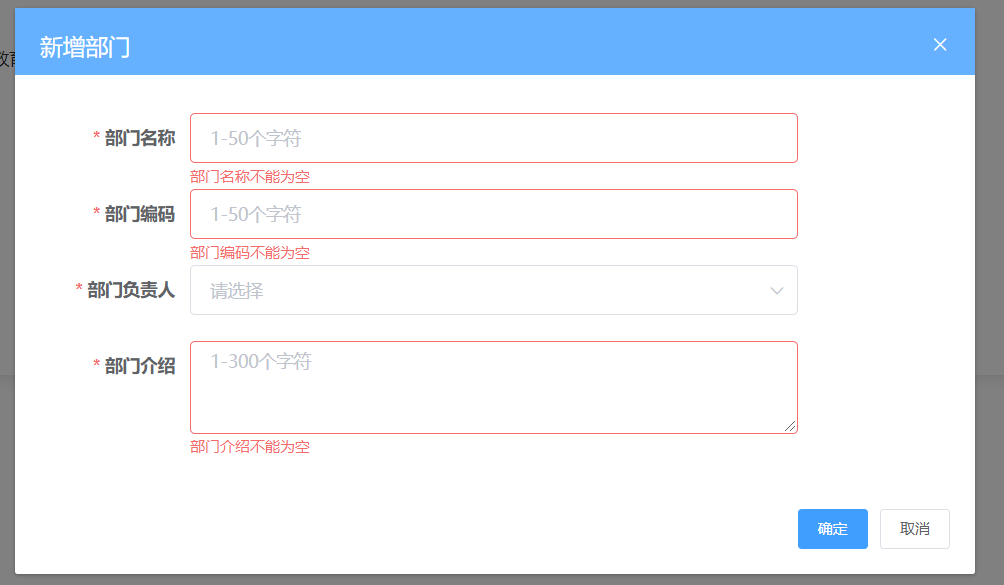 新增部门
* 部门名称
1-50个字符
部门名称不能为空
* 部门编码
1-50个字符
部门编码不能为空
* 部门负责人
请选择
* 部门介绍
1-300个字符
部门介绍不能为空
确定
取消